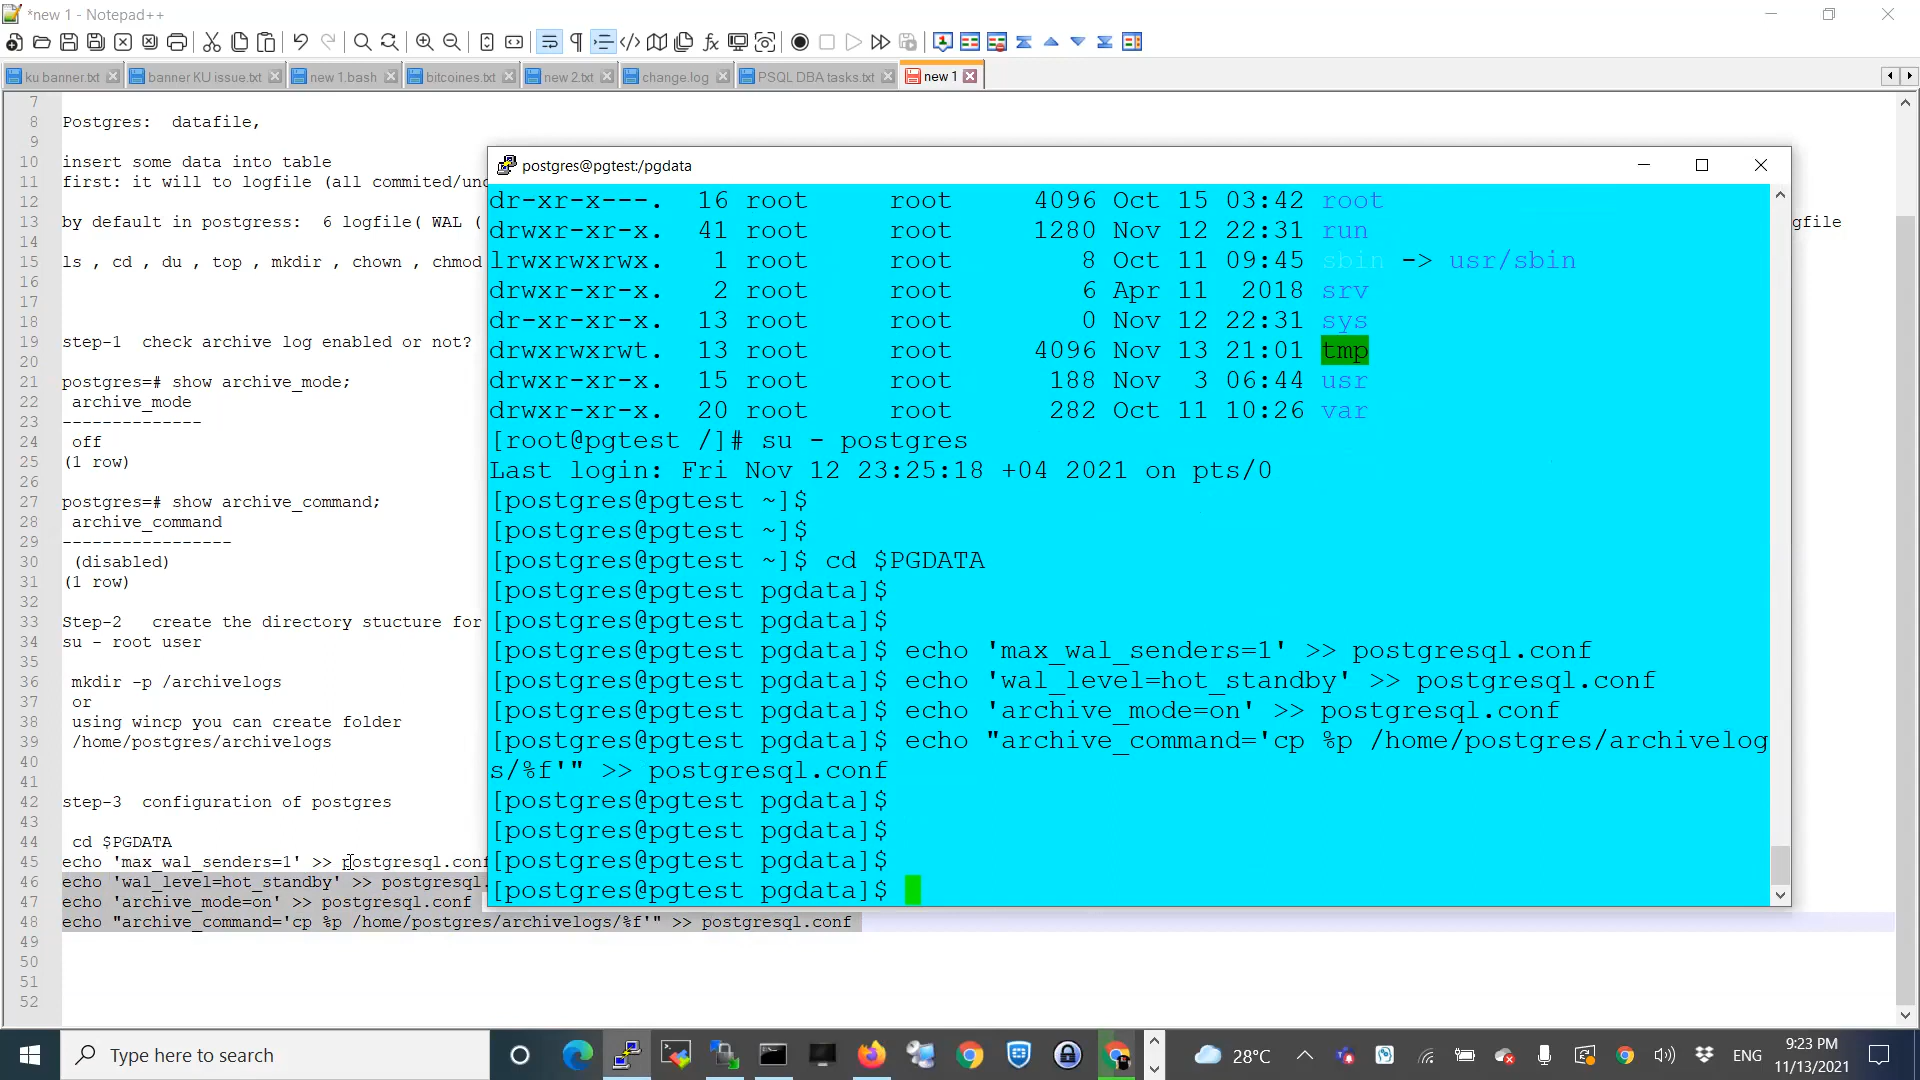 *new 1 - Notepad++
ku banner.txt
banner KU issue.txt
new 1.bash
bitcoines.txt
new 2.txt
change.log
PSQL DBA tasks.txt
new 1
7
8 Postgres:  datafile,
9
10 insert some data into table
11 first: it will to logfile (all commited/un
12
13 by default in postgress:  6 logfile( WAL ( gfile
14
15 ls , cd , du , top , mkdir , chown , chmod
16
17
18
19 step-1  check archive log enabled or not?
20
21 postgres=# show archive_mode;
22 archive_mode
23 --------------
24 off
25 (1 row)
26
27 postgres=# show archive_command;
28 archive_command
29 -----------------
30 (disabled)
31 (1 row)
32
33 Step-2   create the directory stucture for
34 su - root user
35
36 mkdir -p /archivelogs
37 or
38 using wincp you can create folder
39 /home/postgres/archivelogs
40
41
42 step-3  configuration of postgres
43
44 cd $PGDATA
45 echo 'max_wal_senders=1' >> postgresql.conf
46 echo 'wal_level=hot_standby' >> postgresql.
47 echo 'archive_mode=on' >> postgresql.conf
48 echo "archive_command='cp %p /home/postgres/archivelogs/%f'" >> postgresql.conf
49
50
51
52
postgres@pgtest:/pgdata
dr-xr-x---.  16 root     root     4096 Oct 15 03:42 root
drwxr-xr-x.  41 root     root     1280 Nov 12 22:31 run
lrwxrwxrwx.   1 root     root        8 Oct 11 09:45 sbin -> usr/sbin
drwxr-xr-x.   2 root     root        6 Apr 11  2018 srv
dr-xr-xr-x.  13 root     root        0 Nov 12 22:31 sys
drwxrwxrwt.  13 root     root     4096 Nov 13 21:01 tmp
drwxr-xr-x.  15 root     root      188 Nov  3 06:44 usr
drwxr-xr-x.  20 root     root      282 Oct 11 10:26 var
[root@pgtest /]# su - postgres
Last login: Fri Nov 12 23:25:18 +04 2021 on pts/0
[postgres@pgtest ~]$
[postgres@pgtest ~]$
[postgres@pgtest ~]$ cd $PGDATA
[postgres@pgtest pgdata]$
[postgres@pgtest pgdata]$
[postgres@pgtest pgdata]$ echo 'max_wal_senders=1' >> postgresql.conf
[postgres@pgtest pgdata]$ echo 'wal_level=hot_standby' >> postgresql.conf
[postgres@pgtest pgdata]$ echo 'archive_mode=on' >> postgresql.conf
[postgres@pgtest pgdata]$ echo "archive_command='cp %p /home/postgres/archivelog
s/%f'" >> postgresql.conf
[postgres@pgtest pgdata]$
[postgres@pgtest pgdata]$
[postgres@pgtest pgdata]$
[postgres@pgtest pgdata]$
Type here to search
28°C
ENG
9:23 PM
11/13/2021